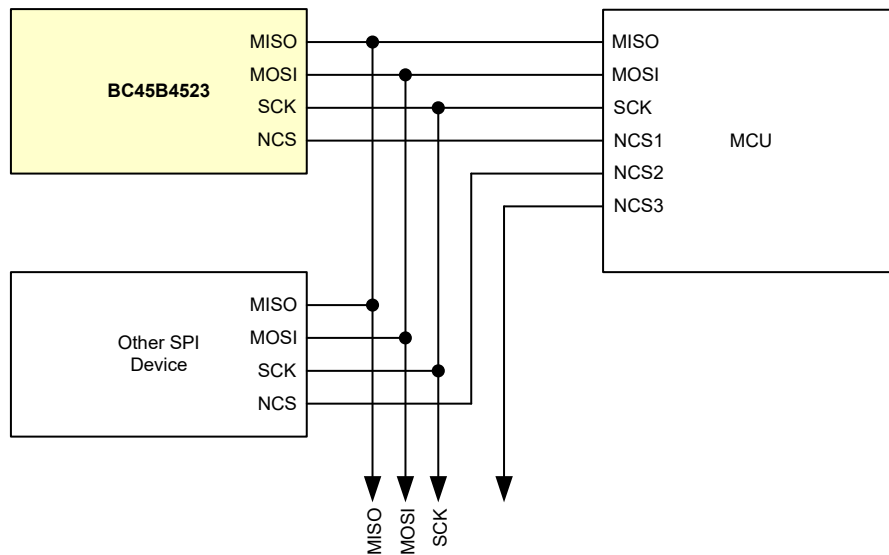 BC45B4523
MISO
MOSI
SCK
NCS
MISO
MOSI
SCK
NCS1
NCS2
NCS3
MCU
Other SPI
Device
MISO
MOSI
SCK
NCS
MISO
MOSI
SCK